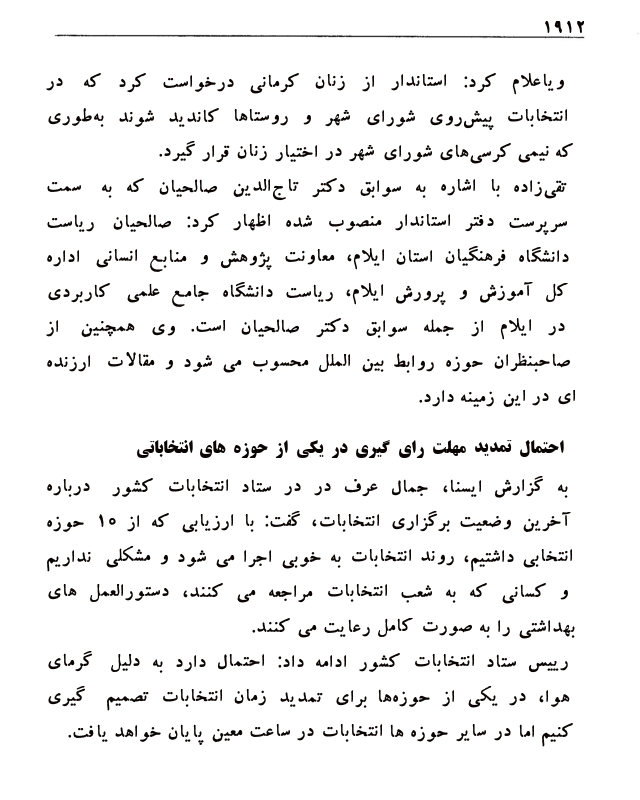 ۱۹۱۲
ویاعلام کرد: استاندار از زنان کرمانی درخواست کرد که در
انتخابات پیش‌روی شورای شهر و روستاها کاندید شوند به‌طوری
که نیمی کرسی‌های شورای شهر در اختیار زنان قرار گیرد.
تقی‌زاده با اشاره به سوابق دکتر تاج‌الدین صالحیان که به سمت
سرپرست دفتر استاندار منصوب شده اظهار کرد: صالحیان ریاست
دانشگاه فرهنگیان استان ایلام، معاونت پژوهش و منابع انسانی اداره
کل آموزش و پرورش ایلام، ریاست دانشگاه جامع علمی کاربردی
در ایلام از جمله سوابق دکتر صالحیان است. وی همچنین از
صاحبنظران حوزه روابط بین الملل محسوب می شود و مقالات ارزنده
ای در این زمینه دارد.
احتمال تمدید مهلت رای گیری در یکی از حوزه های انتخاباتی
به گزارش ایسنا، جمال عرف در در ستاد انتخابات کشور درباره
آخرین وضعیت برگزاری انتخابات، گفت: با ارزیابی که از ۱۰ حوزه
انتخابی داشتیم، روند انتخابات به خوبی اجرا می شود و مشکلی نداریم
و کسانی که به شعب انتخابات مراجعه می کنند، دستورالعمل های
بهداشتی را به صورت کامل رعایت می کنند.
رییس ستاد انتخابات کشور ادامه داد: احتمال دارد به دلیل گرمای
هوا، در یکی از حوزه‌ها برای تمدید زمان انتخابات تصمیم گیری
کنیم اما در سایر حوزه ها انتخابات در ساعت معین پایان خواهد یافت.